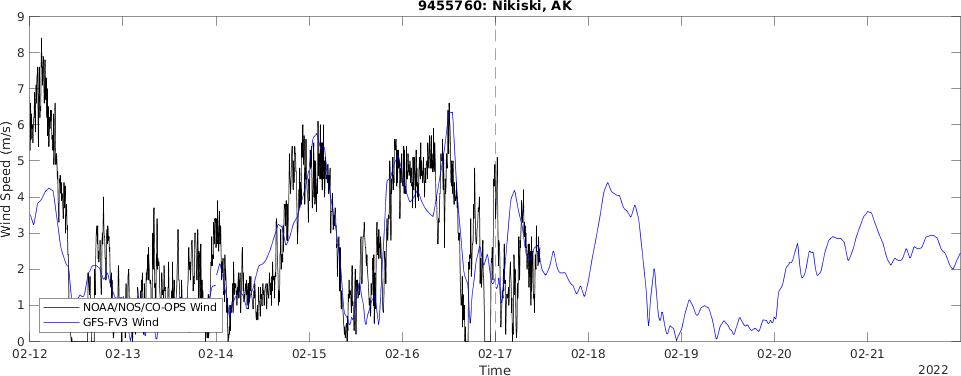 9455760: Nikiski, AK
9
8
7
6
5
4
3
2
1
0
Wind Speed (m/s)
NOAA/NOS/CO-OPS Wind
GFS-FV3 Wind
02-12 02-13 02-14 02-15 02-16 02-17 02-18 02-19 02-20 02-21
Time
2022